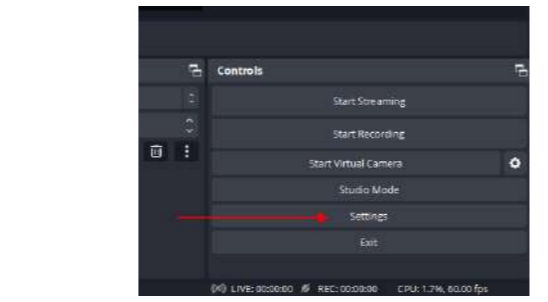 Controls
Start Streaming
Start Recording
Start Virtual Camera
Studio Mode
Settings
Exit
LIVE: 00:00:00 REC: 00:00:00 CPU: 1.7%, 60.00 fps